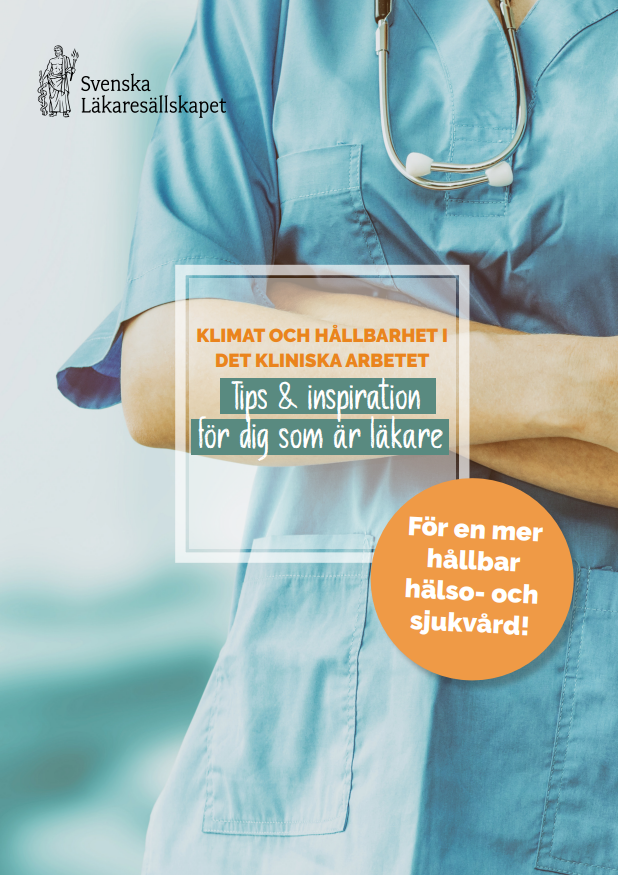 Svenska
Läkaresällskapet
KLIMAT OCH HÅLLBARHET I
DET KLINISKA ARBETET
Tips & inspiration
för dig som är läkare
För en mer
hållbar
hälso- och
sjukvård!